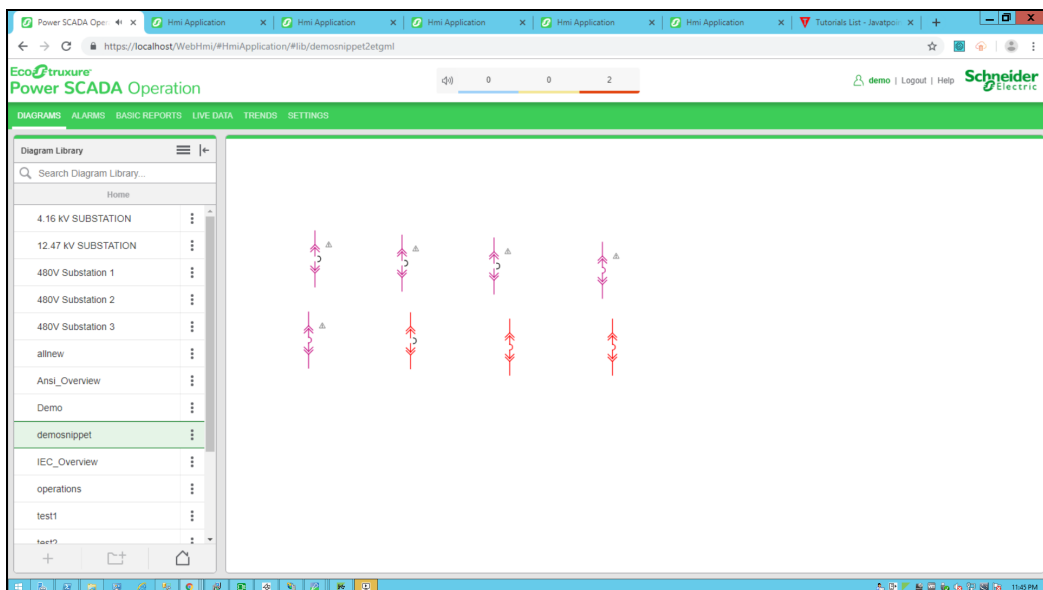 Power SCADA Oper
Hmi Application
Hmi Application
Hmi Application
Hmi Application
Hmi Application
Tutorials List - Javatpoin
https://localhost/WebHmi/#HmiApplication/#lib/demosnippet2etgml
EcoStruxure
Power SCADA Operation
0
0
2
demo | Logout | Help
Schneider
Electric
DIAGRAMS ALARMS BASIC REPORTS LIVE DATA TRENDS SETTINGS
Diagram Library
Search Diagram Library...
Home
4.16 kV SUBSTATION
12.47 kV SUBSTATION
480V Substation 1
480V Substation 2
480V Substation 3
allnew
Ansi_Overview
Demo
demosnippet
IEC_Overview
operations
test1
test2
11:45 PM